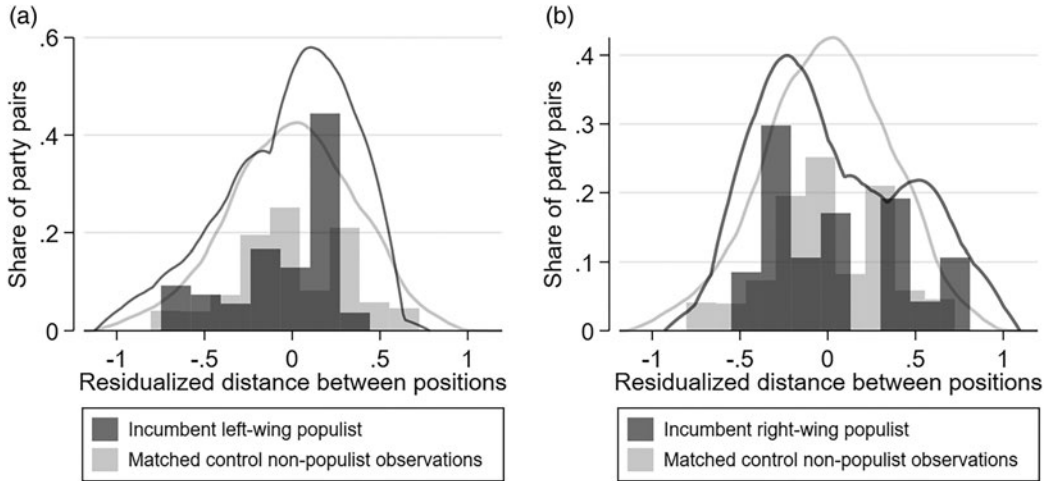 (a)
Share of party pairs
.6
.4
.2
0
-1 -.5 0 .5 1
Residualized distance between positions
Incumbent left-wing populist
Matched control non-populist observations
(b)
Share of party pairs
.4
.3
.2
.1
0
-1 -.5 0 .5 1
Residualized distance between positions
Incumbent right-wing populist
Matched control non-populist observations